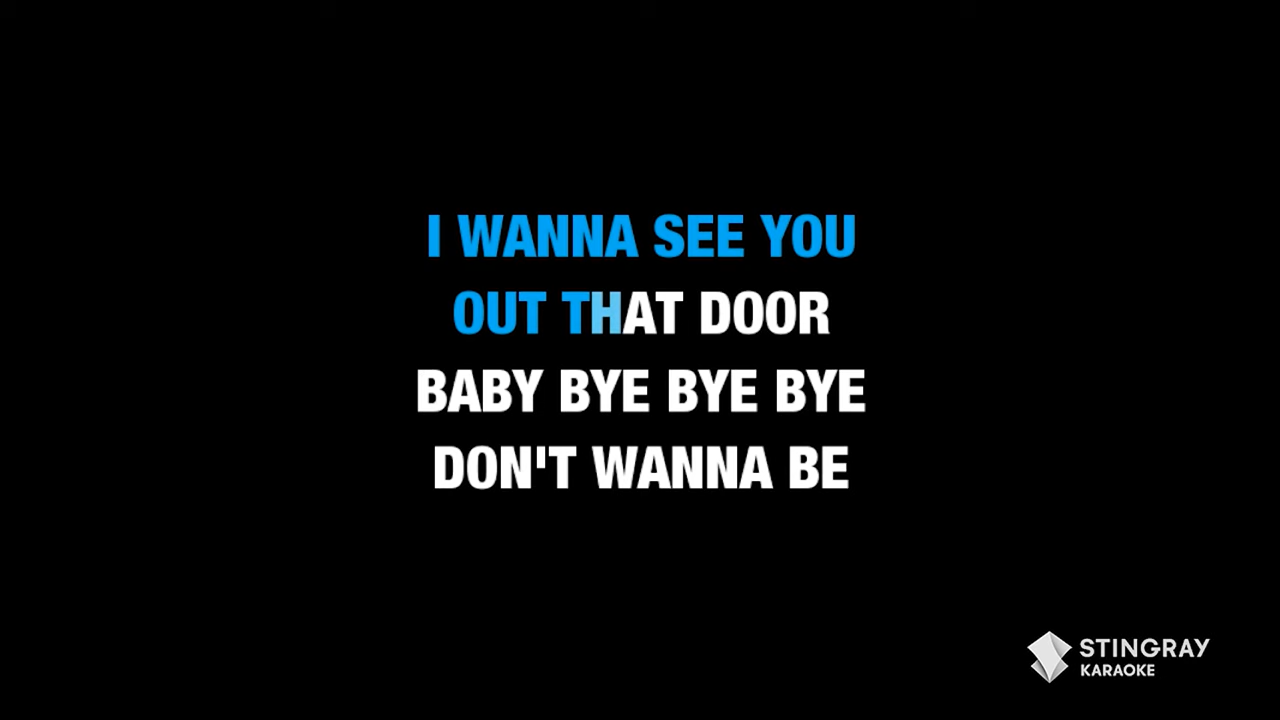 I WANNA SEE YOU
OUT THAT DOOR
BABY BYE BYE BYE
DON'T WANNA BE
STINGRAY
KARAOKE